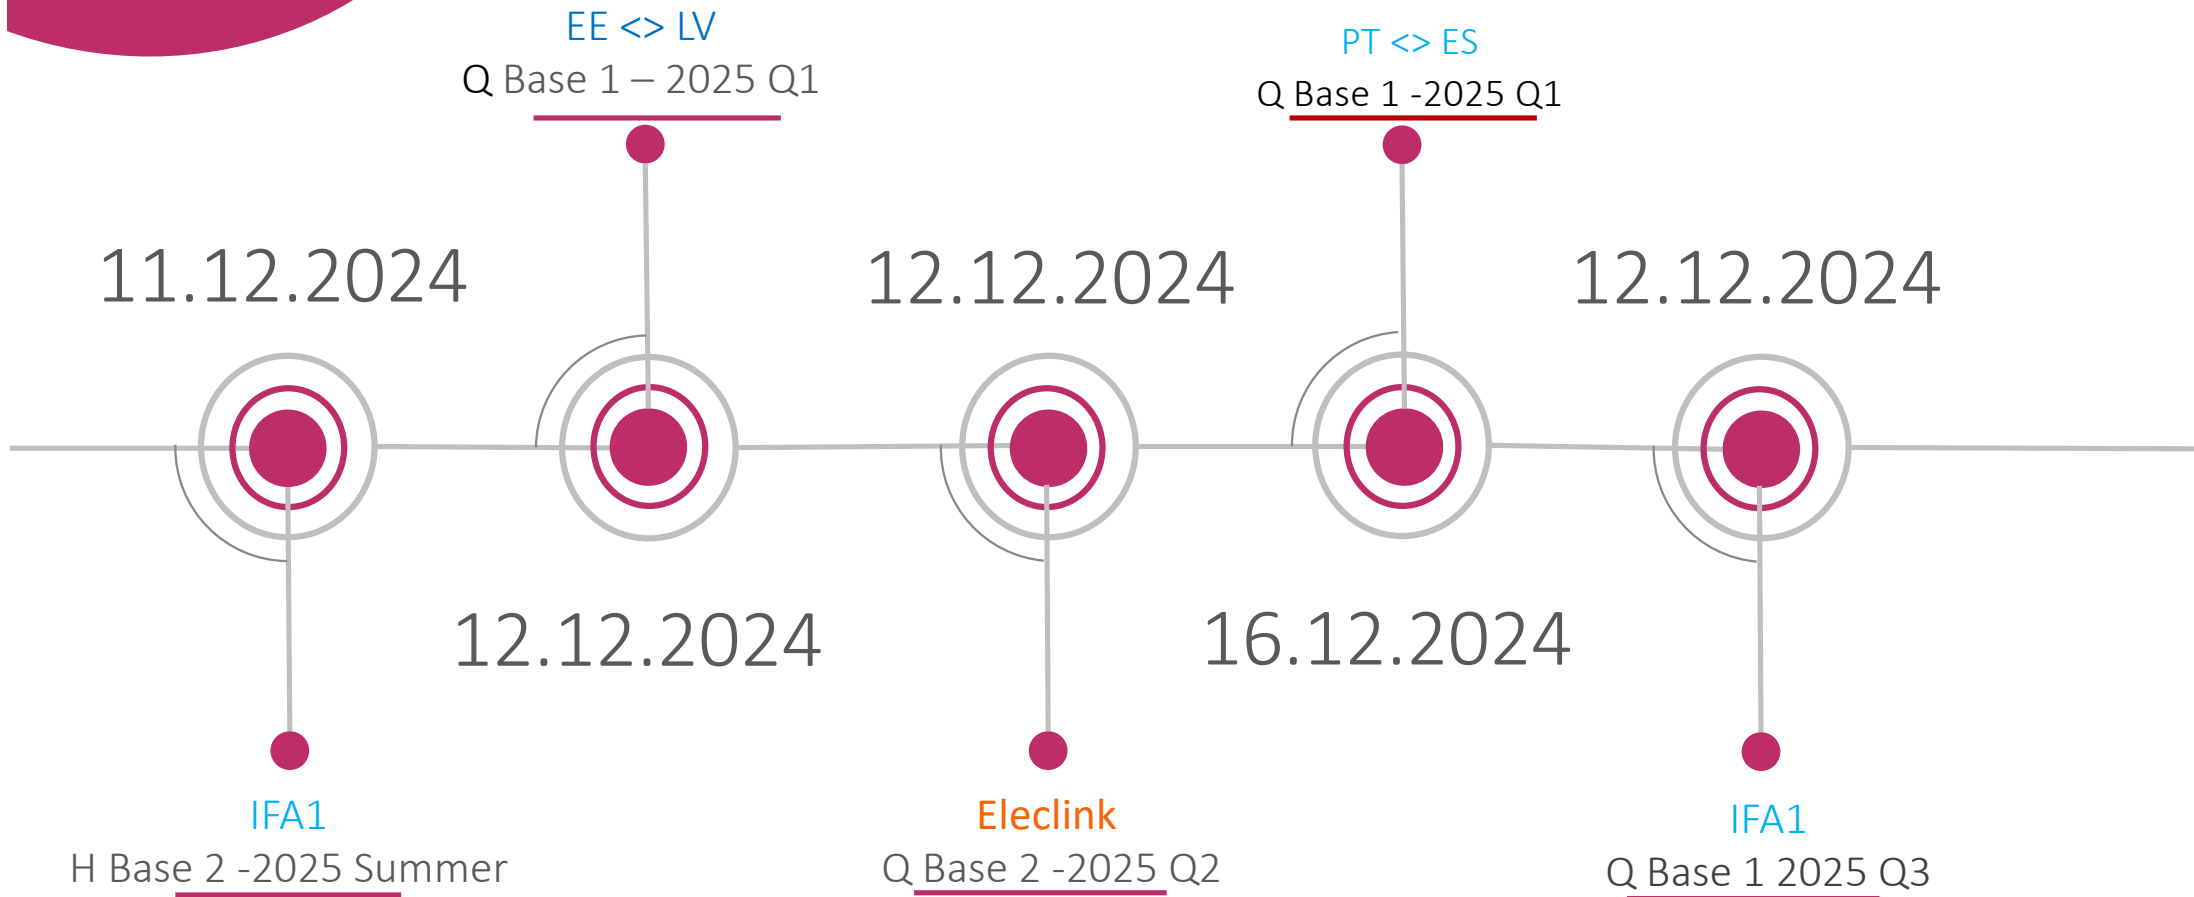 EE <> LV
Q Base 1 – 2025 Q1
PT <> ES
Q Base 1 -2025 Q1
11.12.2024
12.12.2024
12.12.2024
12.12.2024
16.12.2024
IFA1
H Base 2 -2025 Summer
Eleclink
Q Base 2 -2025 Q2
IFA1
Q Base 1 2025 Q3